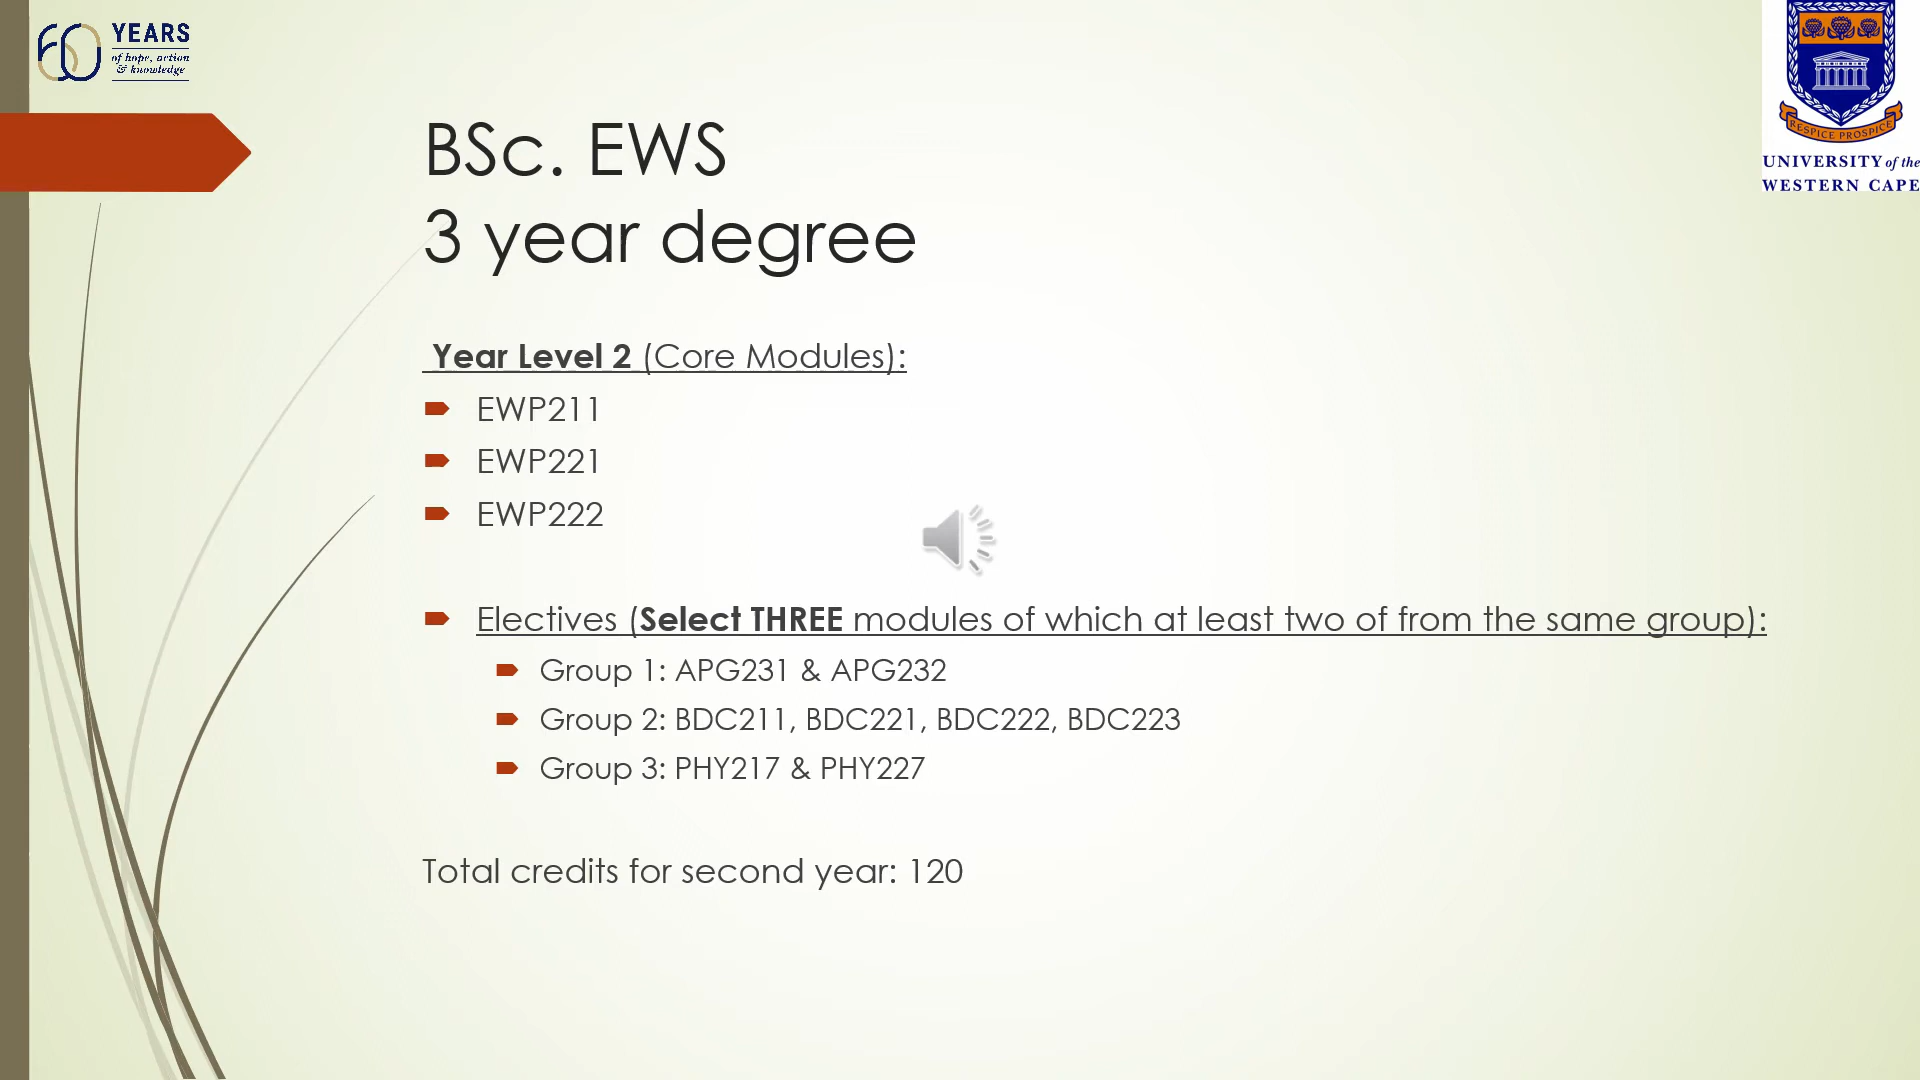 60 YEARS
of hope, action
& knowledge
RESPICE PROSPICE
UNIVERSITY of the
WESTERN CAPE
BSc. EWS
3 year degree
Year Level 2 (Core Modules):
EWP211
EWP221
EWP222
Electives (Select THREE modules of which at least two of from the same group):
Group 1: APG231 & APG232
Group 2: BDC211, BDC221, BDC222, BDC223
Group 3: PHY217 & PHY227
Total credits for second year: 120